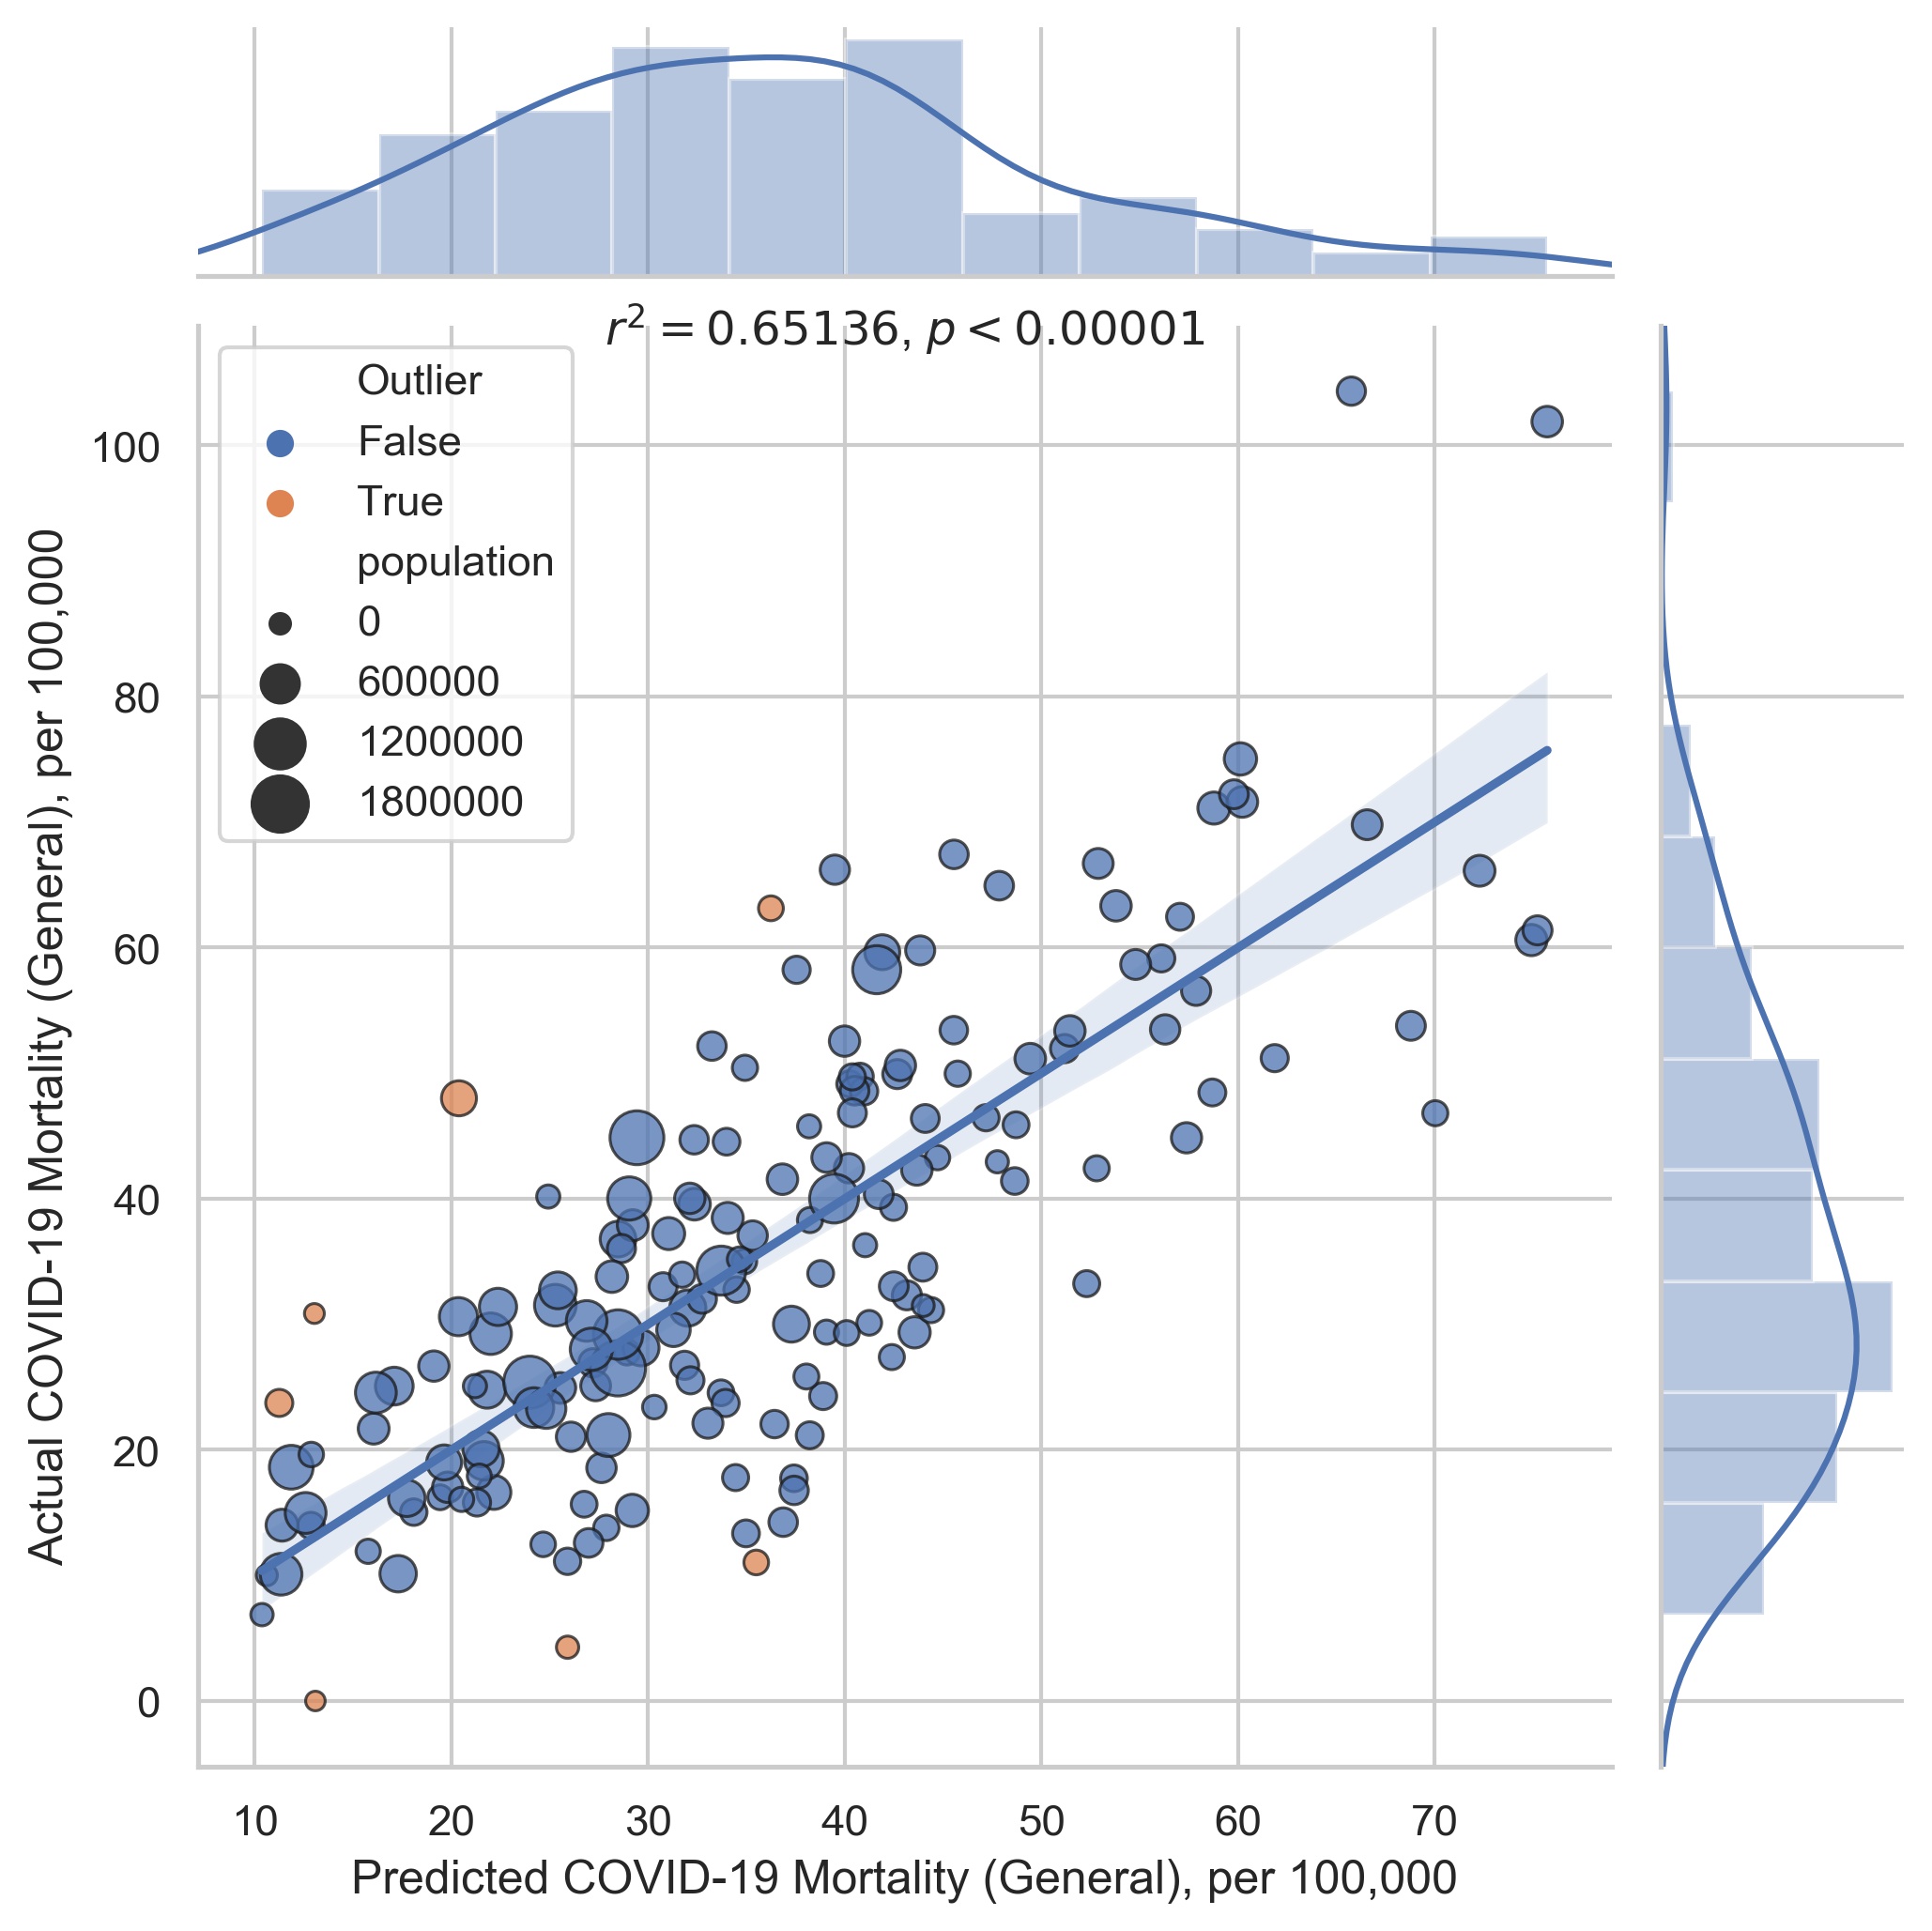 r² = 0.65136, p < 0.00001
Outlier
False
True
population
0
600000
1200000
1800000
Actual COVID-19 Mortality (General), per 100,000
100
80
60
40
20
0
10 20 30 40 50 60 70
Predicted COVID-19 Mortality (General), per 100,000